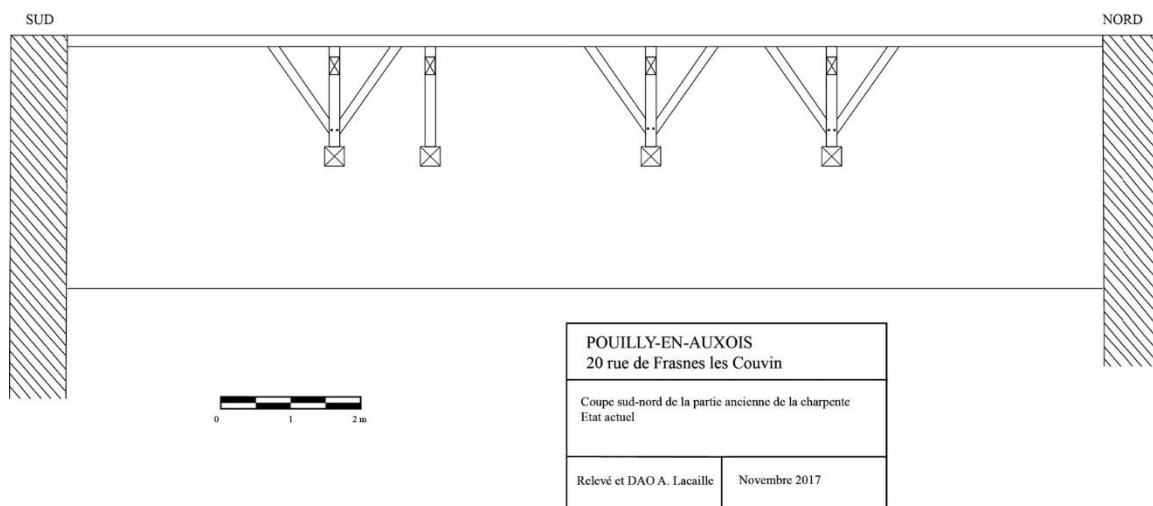 SUD
NORD
0 1 2 m
POUILLY-EN-AUXOIS
20 rue de Frasnes les Couvin
Coupe sud-nord de la partie ancienne de la charpente
Etat actuel
Relevé et DAO A. Lacaille
Novembre 2017